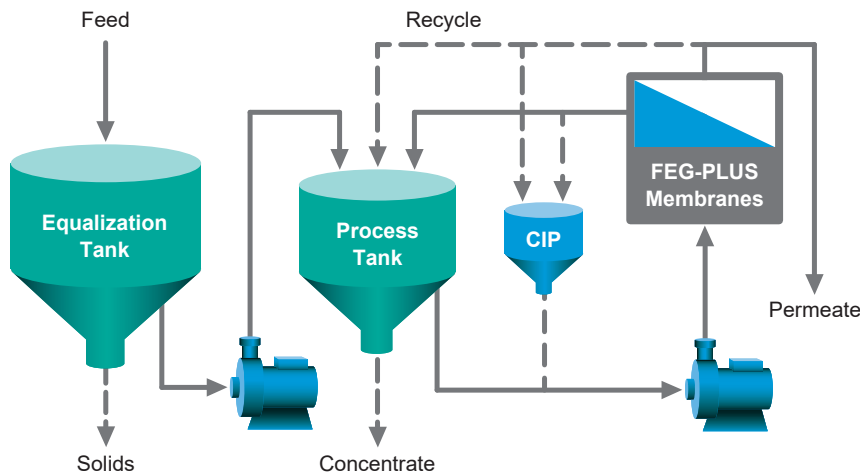 Feed
Recycle
Equalization
Tank
Process
Tank
CIP
FEG-PLUS
Membranes
Permeate
Solids
Concentrate